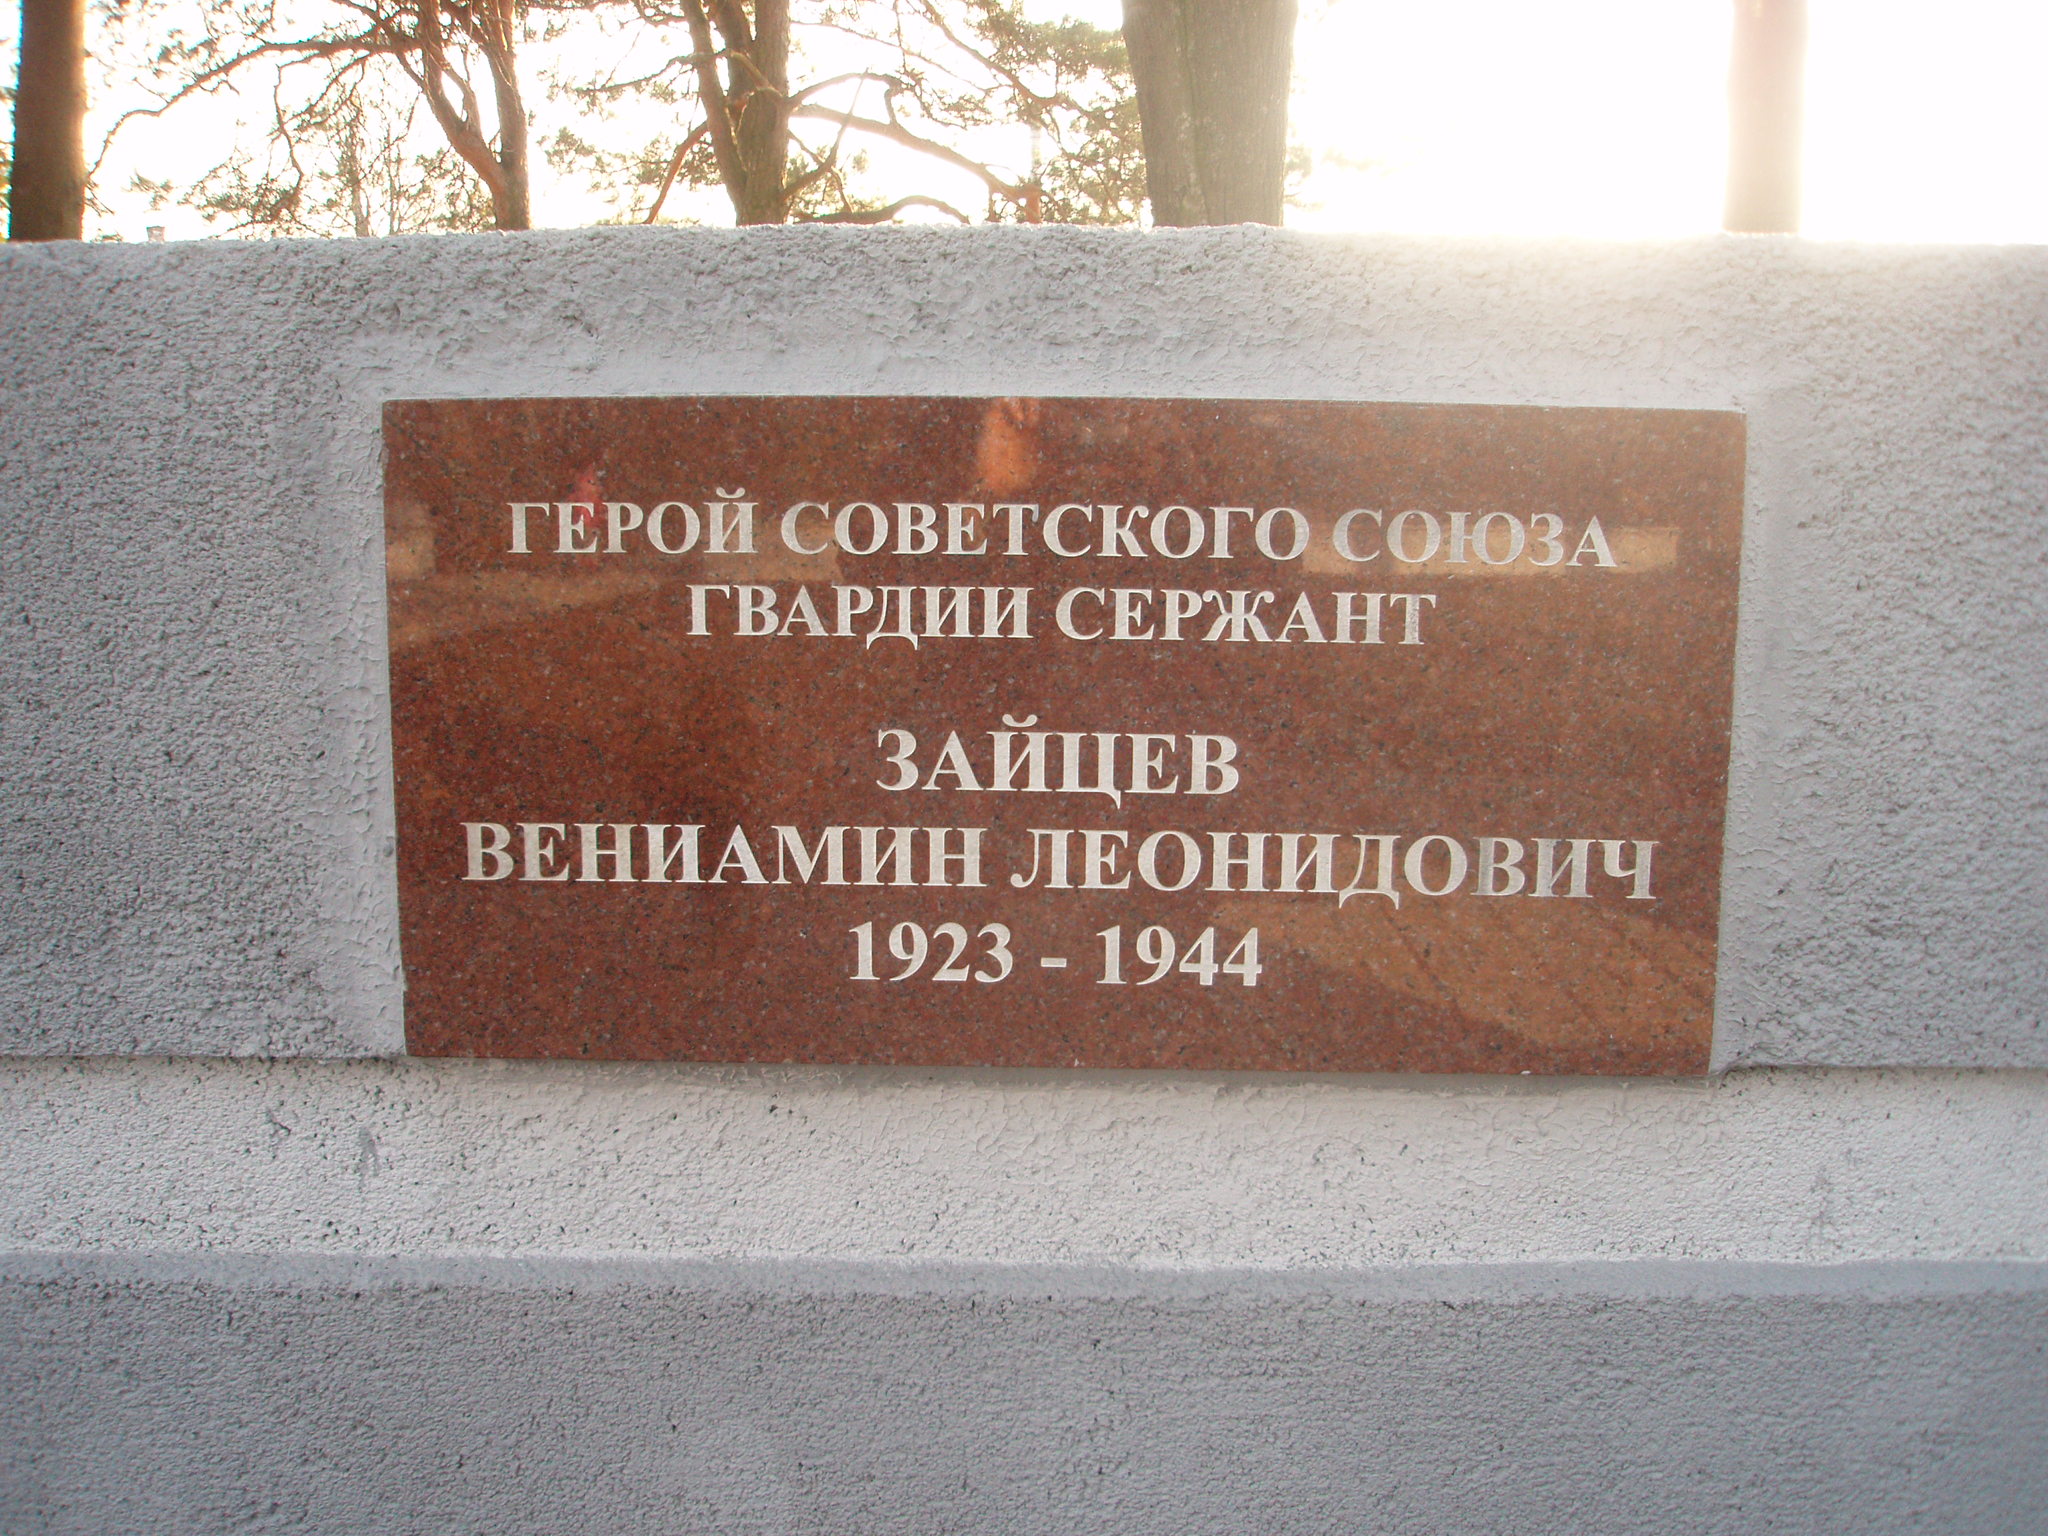 ГЕРОЙ СОВЕТСКОГО СОЮЗА
ГВАРДИИ СЕРЖАНТ
ЗАЙЦЕВ
ВЕНИАМИН ЛЕОНИДОВИЧ
1923 - 1944